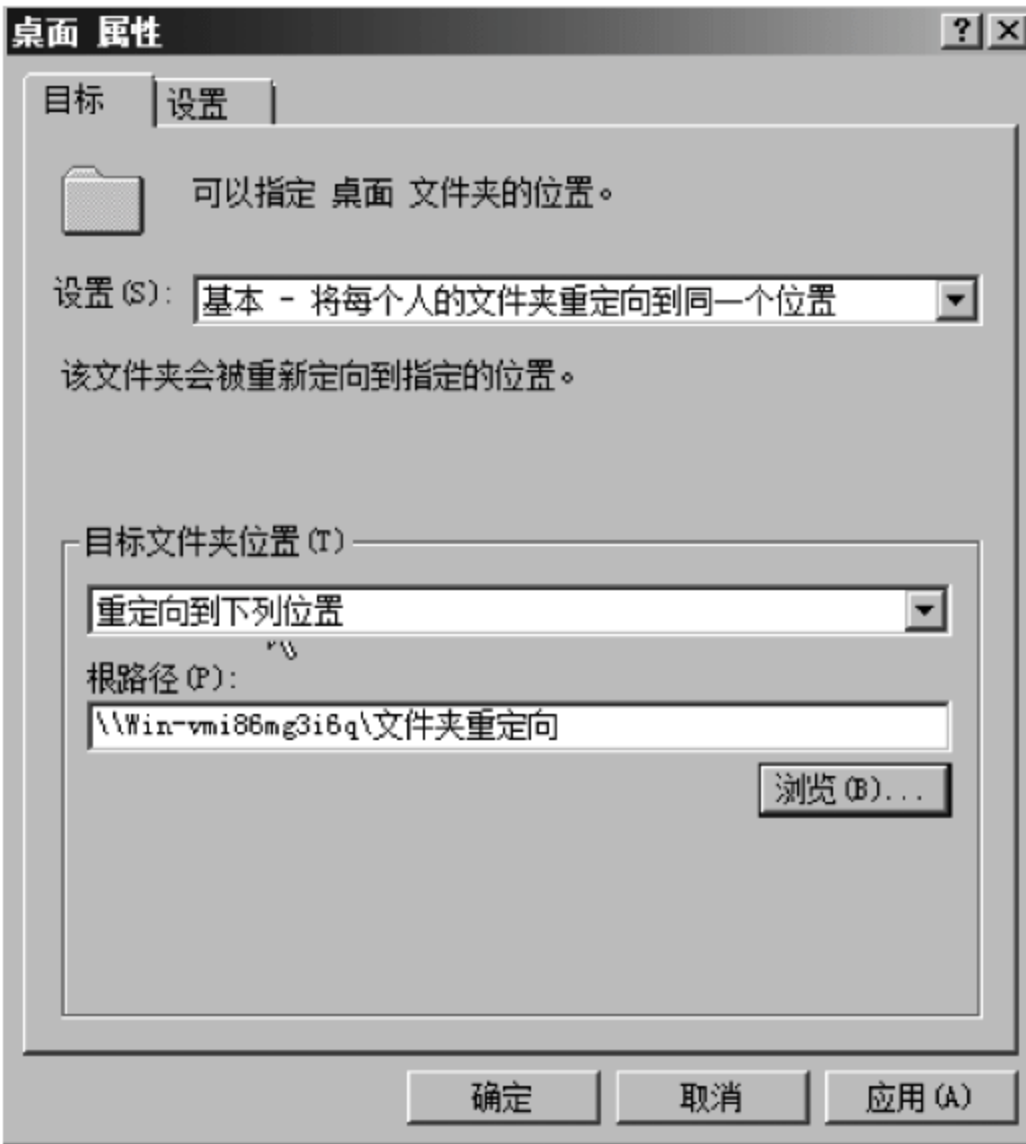 桌面 属性
目标
设置
可以指定 桌面 文件夹的位置。
设置(S):
基本 - 将每个人的文件夹重定向到同一个位置
该文件夹会被重新定向到指定的位置。
目标文件夹位置(T)
重定向到下列位置
根路径(P):
\\Win-vmi86mg3i6q\文件夹重定向
浏览(B)...
确定
取消
应用(A)